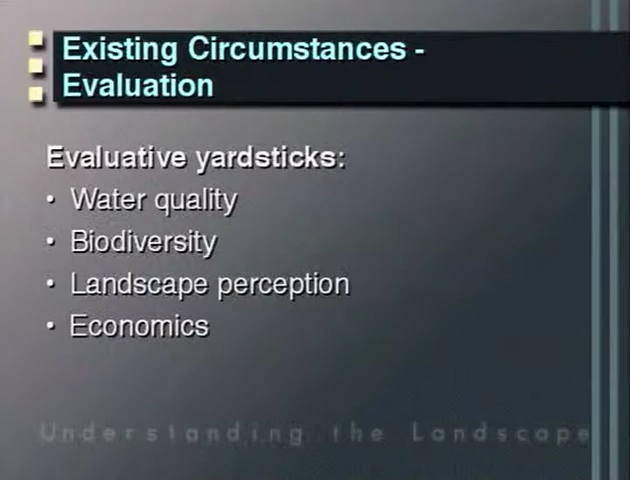 Existing Circumstances -
Evaluation
Evaluative yardsticks:
• Water quality
• Biodiversity
• Landscape perception
• Economics
Understanding the Landscape